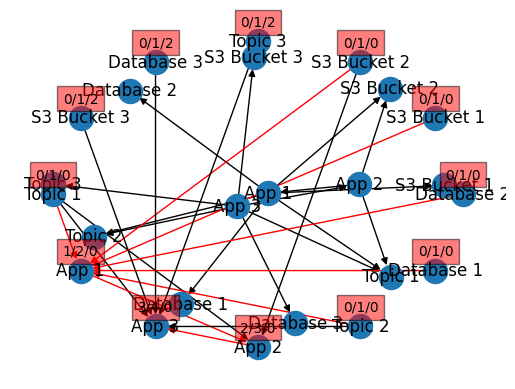 0/1/2
Topic 3
0/1/2
0/1/0
S3 Bucket 3
Database 3
S3 Bucket 2
S3 Bucket 2
Database 2
0/1/2
0/1/0
S3 Bucket 3
S3 Bucket 1
0/1/0
0/1/0
Topic 3
App 2
S3 Bucket 1
App 1
Topic 1
Database 2
App 3
Topic 2
1/2/0
0/1/0
App 1
Database 1
Topic 1
Database 1
0/1/0
Database 3
2/3/0
App 3
Topic 2
App 2